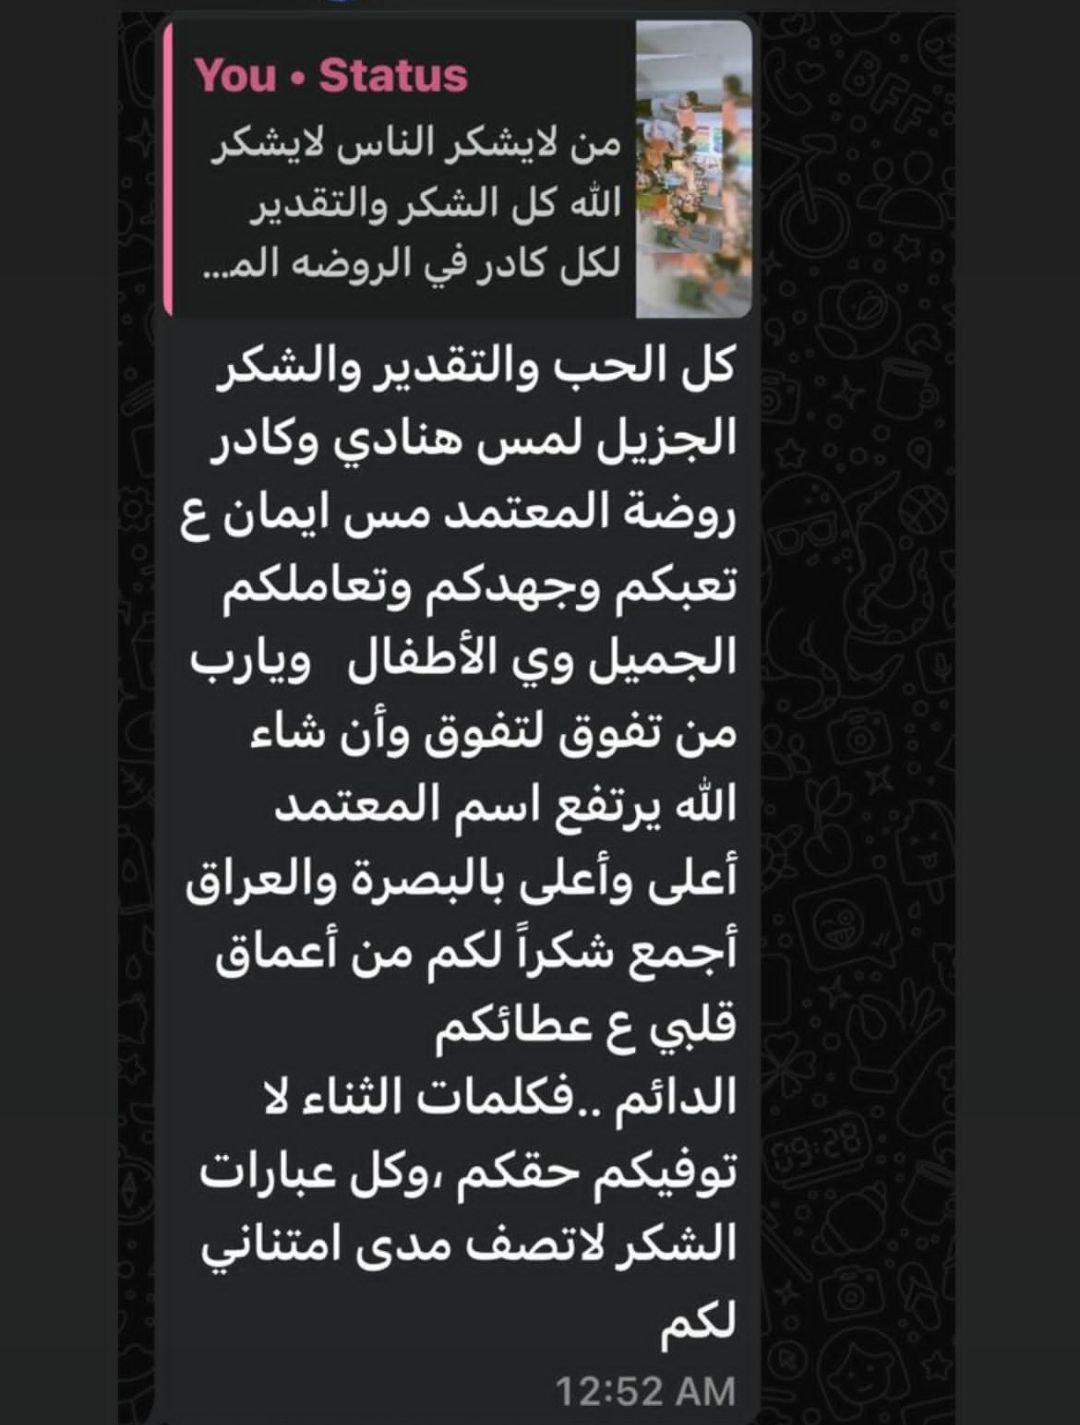 You • Status
من لايشكر الناس لايشكر
الله كل الشكر والتقدير
لكل كادر في الروضه الم...
كل الحب والتقدير والشكر
الجزيل لمس هنادي وكادر
روضة المعتمد مس ايمان ع
تعبكم وجهدكم وتعاملكم
الجميل وي الأطفال ويارب
من تفوق لتفوق وأن شاء
الله يرتفع اسم المعتمد
أعلى وأعلى بالبصرة والعراق
أجمع شكراً لكم من أعماق
قلبي ع عطائكم
الدائم ..فكلمات الثناء لا
توفيكم حقكم ،وكل عبارات
الشكر لاتصف مدى امتناني
لكم
12:52 AM